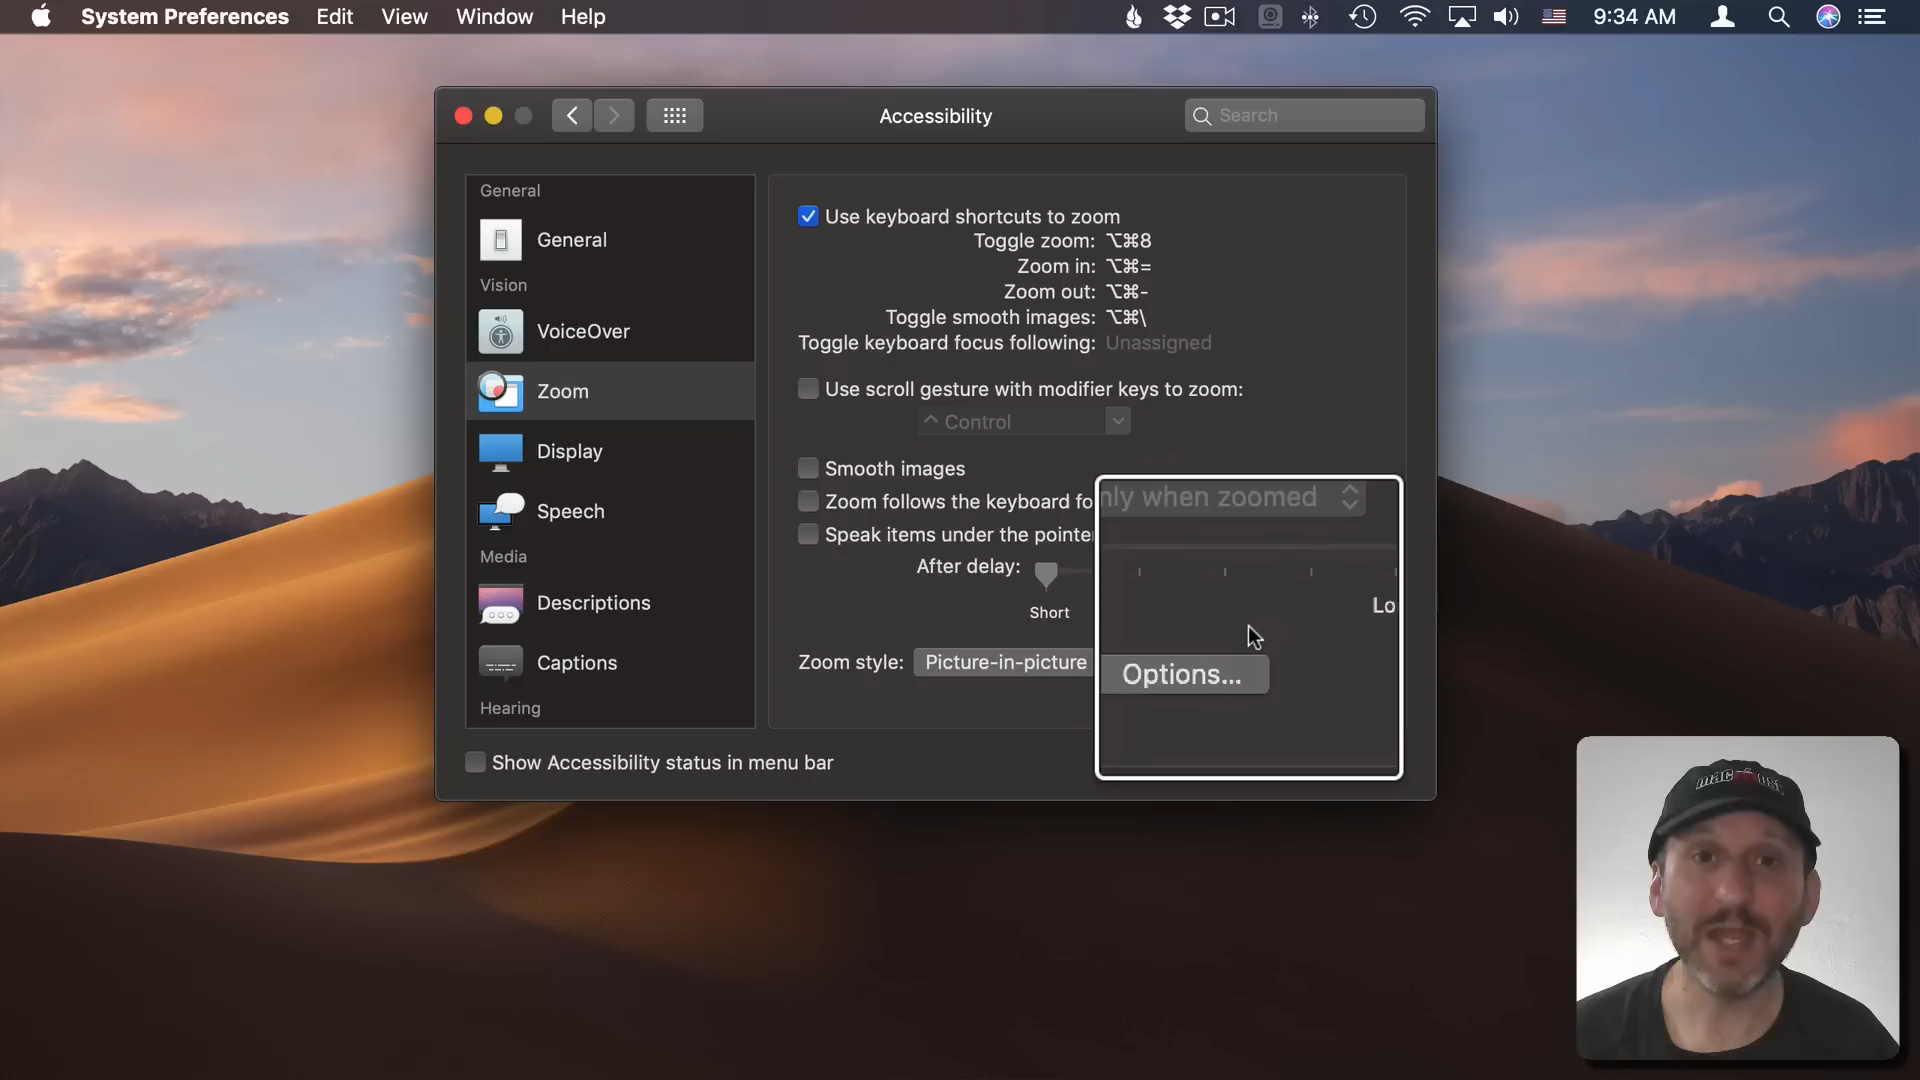 System Preferences Edit View Window Help 9:34 AM
Accessibility
Search
General
General
Vision
VoiceOver
Zoom
Display
Speech
Media
Descriptions
Captions
Hearing
Use keyboard shortcuts to zoom
Toggle zoom: ⌥⌘8
Zoom in: ⌥⌘=
Zoom out: ⌥⌘-
Toggle smooth images: ⌥⌘\
Toggle keyboard focus following: Unassigned
Use scroll gesture with modifier keys to zoom:
^ Control
Smooth images
Zoom follows the keyboard fo
nly when zoomed
Speak items under the pointer
After delay:
Short
Lo
Zoom style: Picture-in-picture
Options...
Show Accessibility status in menu bar